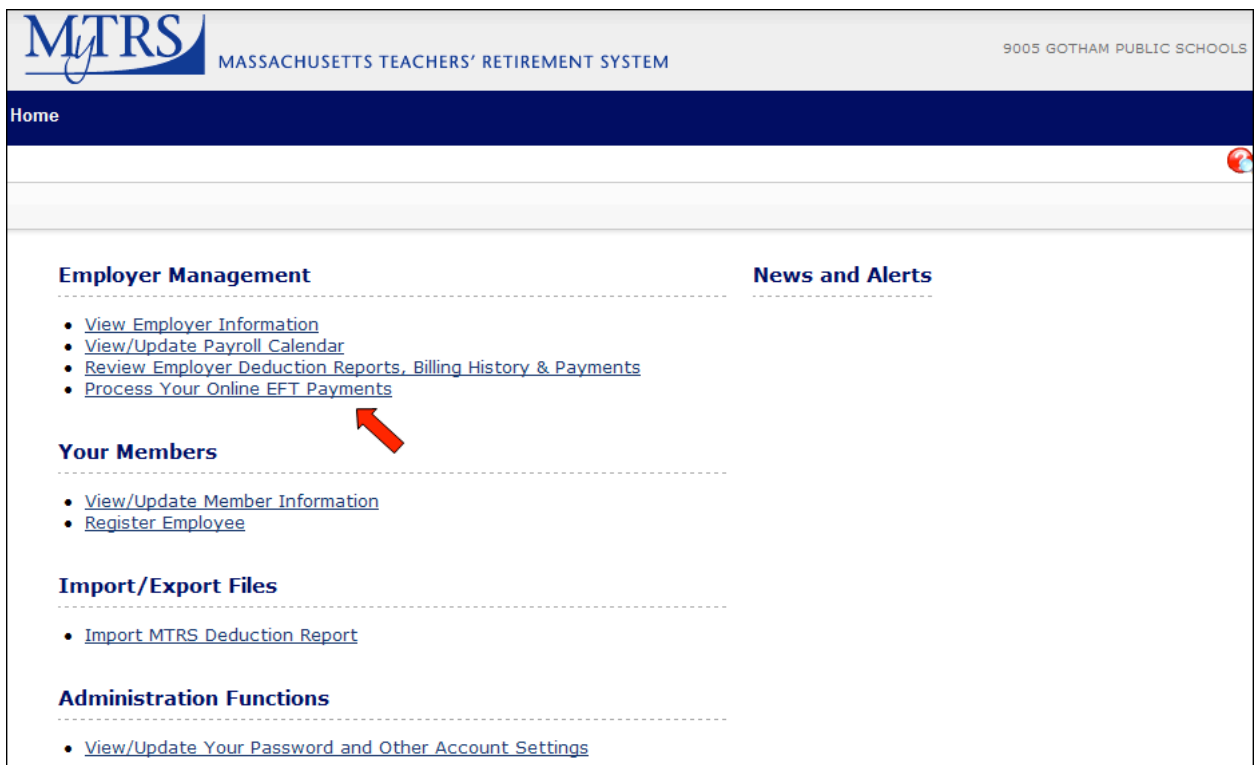 MyTRS
MASSACHUSETTS TEACHERS' RETIREMENT SYSTEM
9005 GOTHAM PUBLIC SCHOOLS
Home
Employer Management
• View Employer Information
• View/Update Payroll Calendar
• Review Employer Deduction Reports, Billing History & Payments
• Process Your Online EFT Payments
News and Alerts
Your Members
• View/Update Member Information
• Register Employee
Import/Export Files
• Import MTRS Deduction Report
Administration Functions
• View/Update Your Password and Other Account Settings